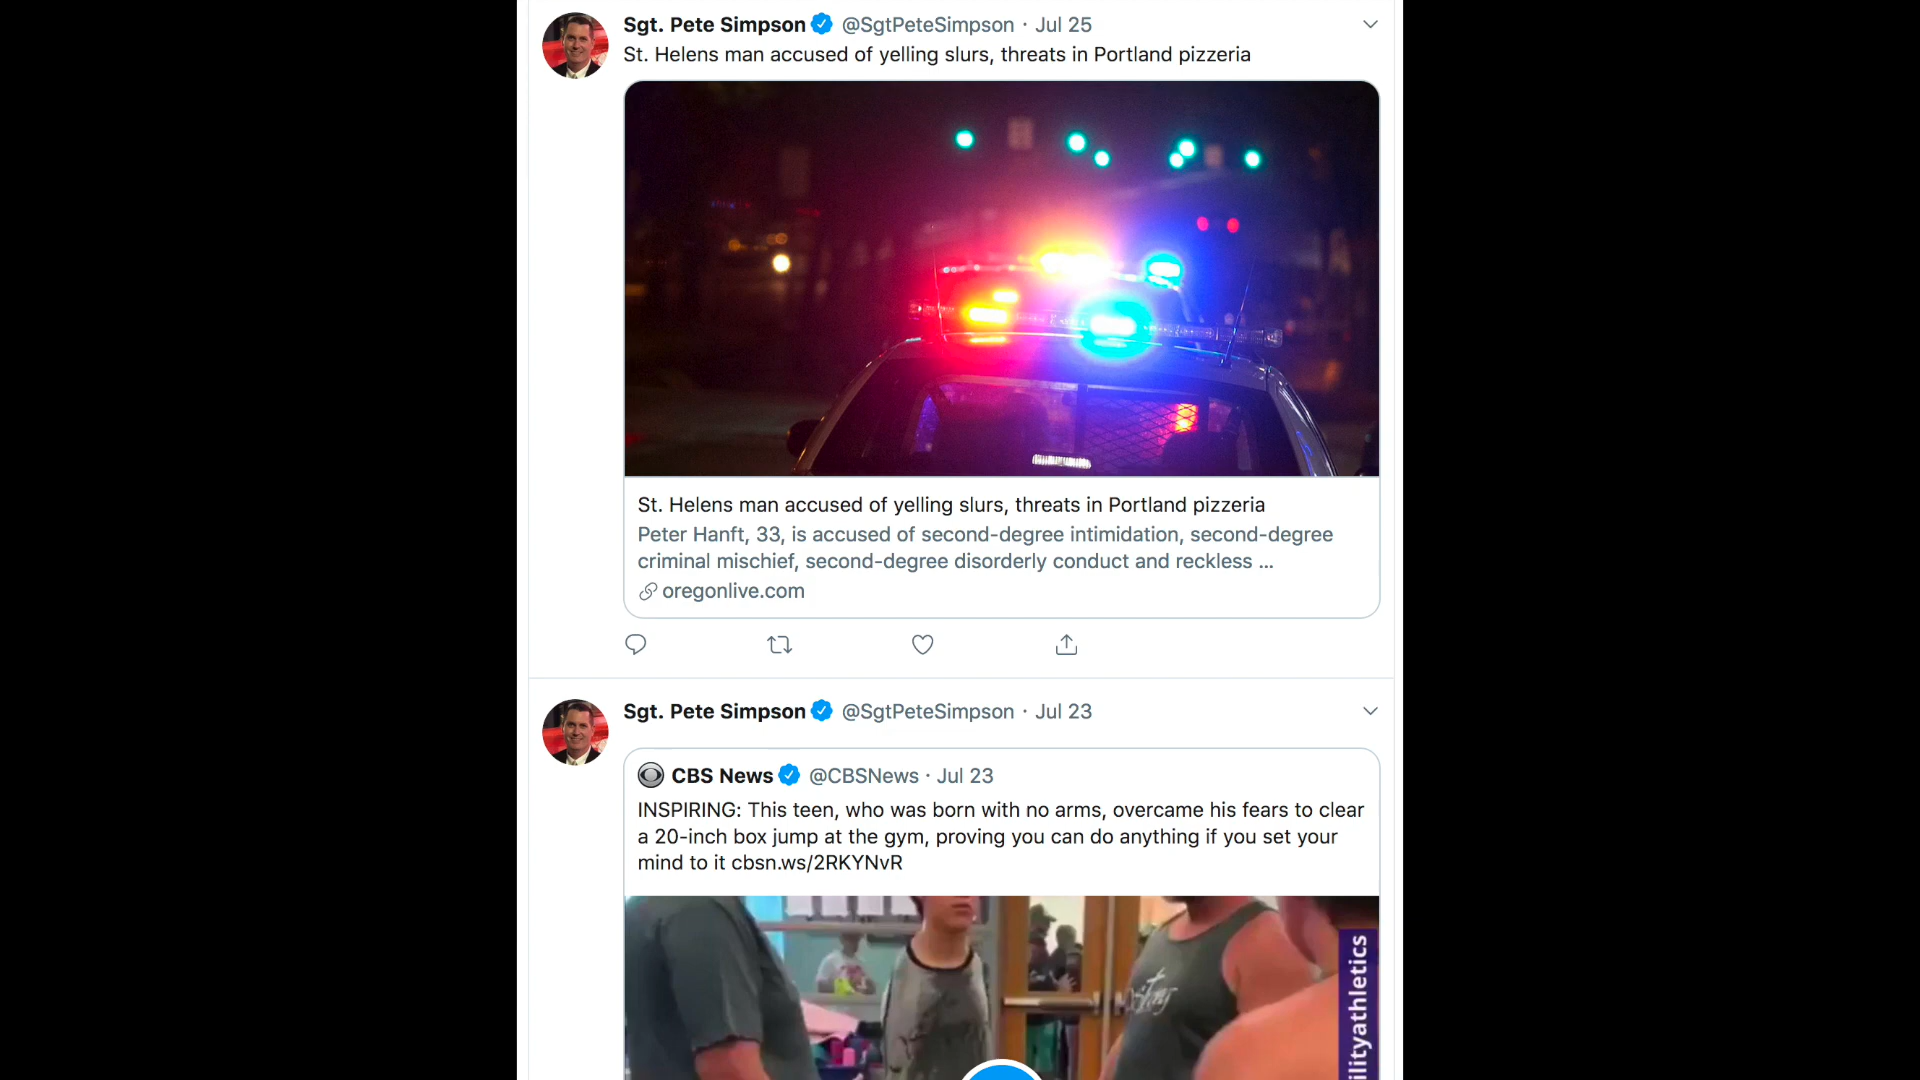 Sgt. Pete Simpson @SgtPeteSimpson · Jul 25
St. Helens man accused of yelling slurs, threats in Portland pizzeria
St. Helens man accused of yelling slurs, threats in Portland pizzeria
Peter Hanft, 33, is accused of second-degree intimidation, second-degree
criminal mischief, second-degree disorderly conduct and reckless ...
oregonlive.com
Sgt. Pete Simpson @SgtPeteSimpson · Jul 23
CBS News @CBSNews · Jul 23
INSPIRING: This teen, who was born with no arms, overcame his fears to clear
a 20-inch box jump at the gym, proving you can do anything if you set your
mind to it cbsn.ws/2RKYNvR
ilityathletics